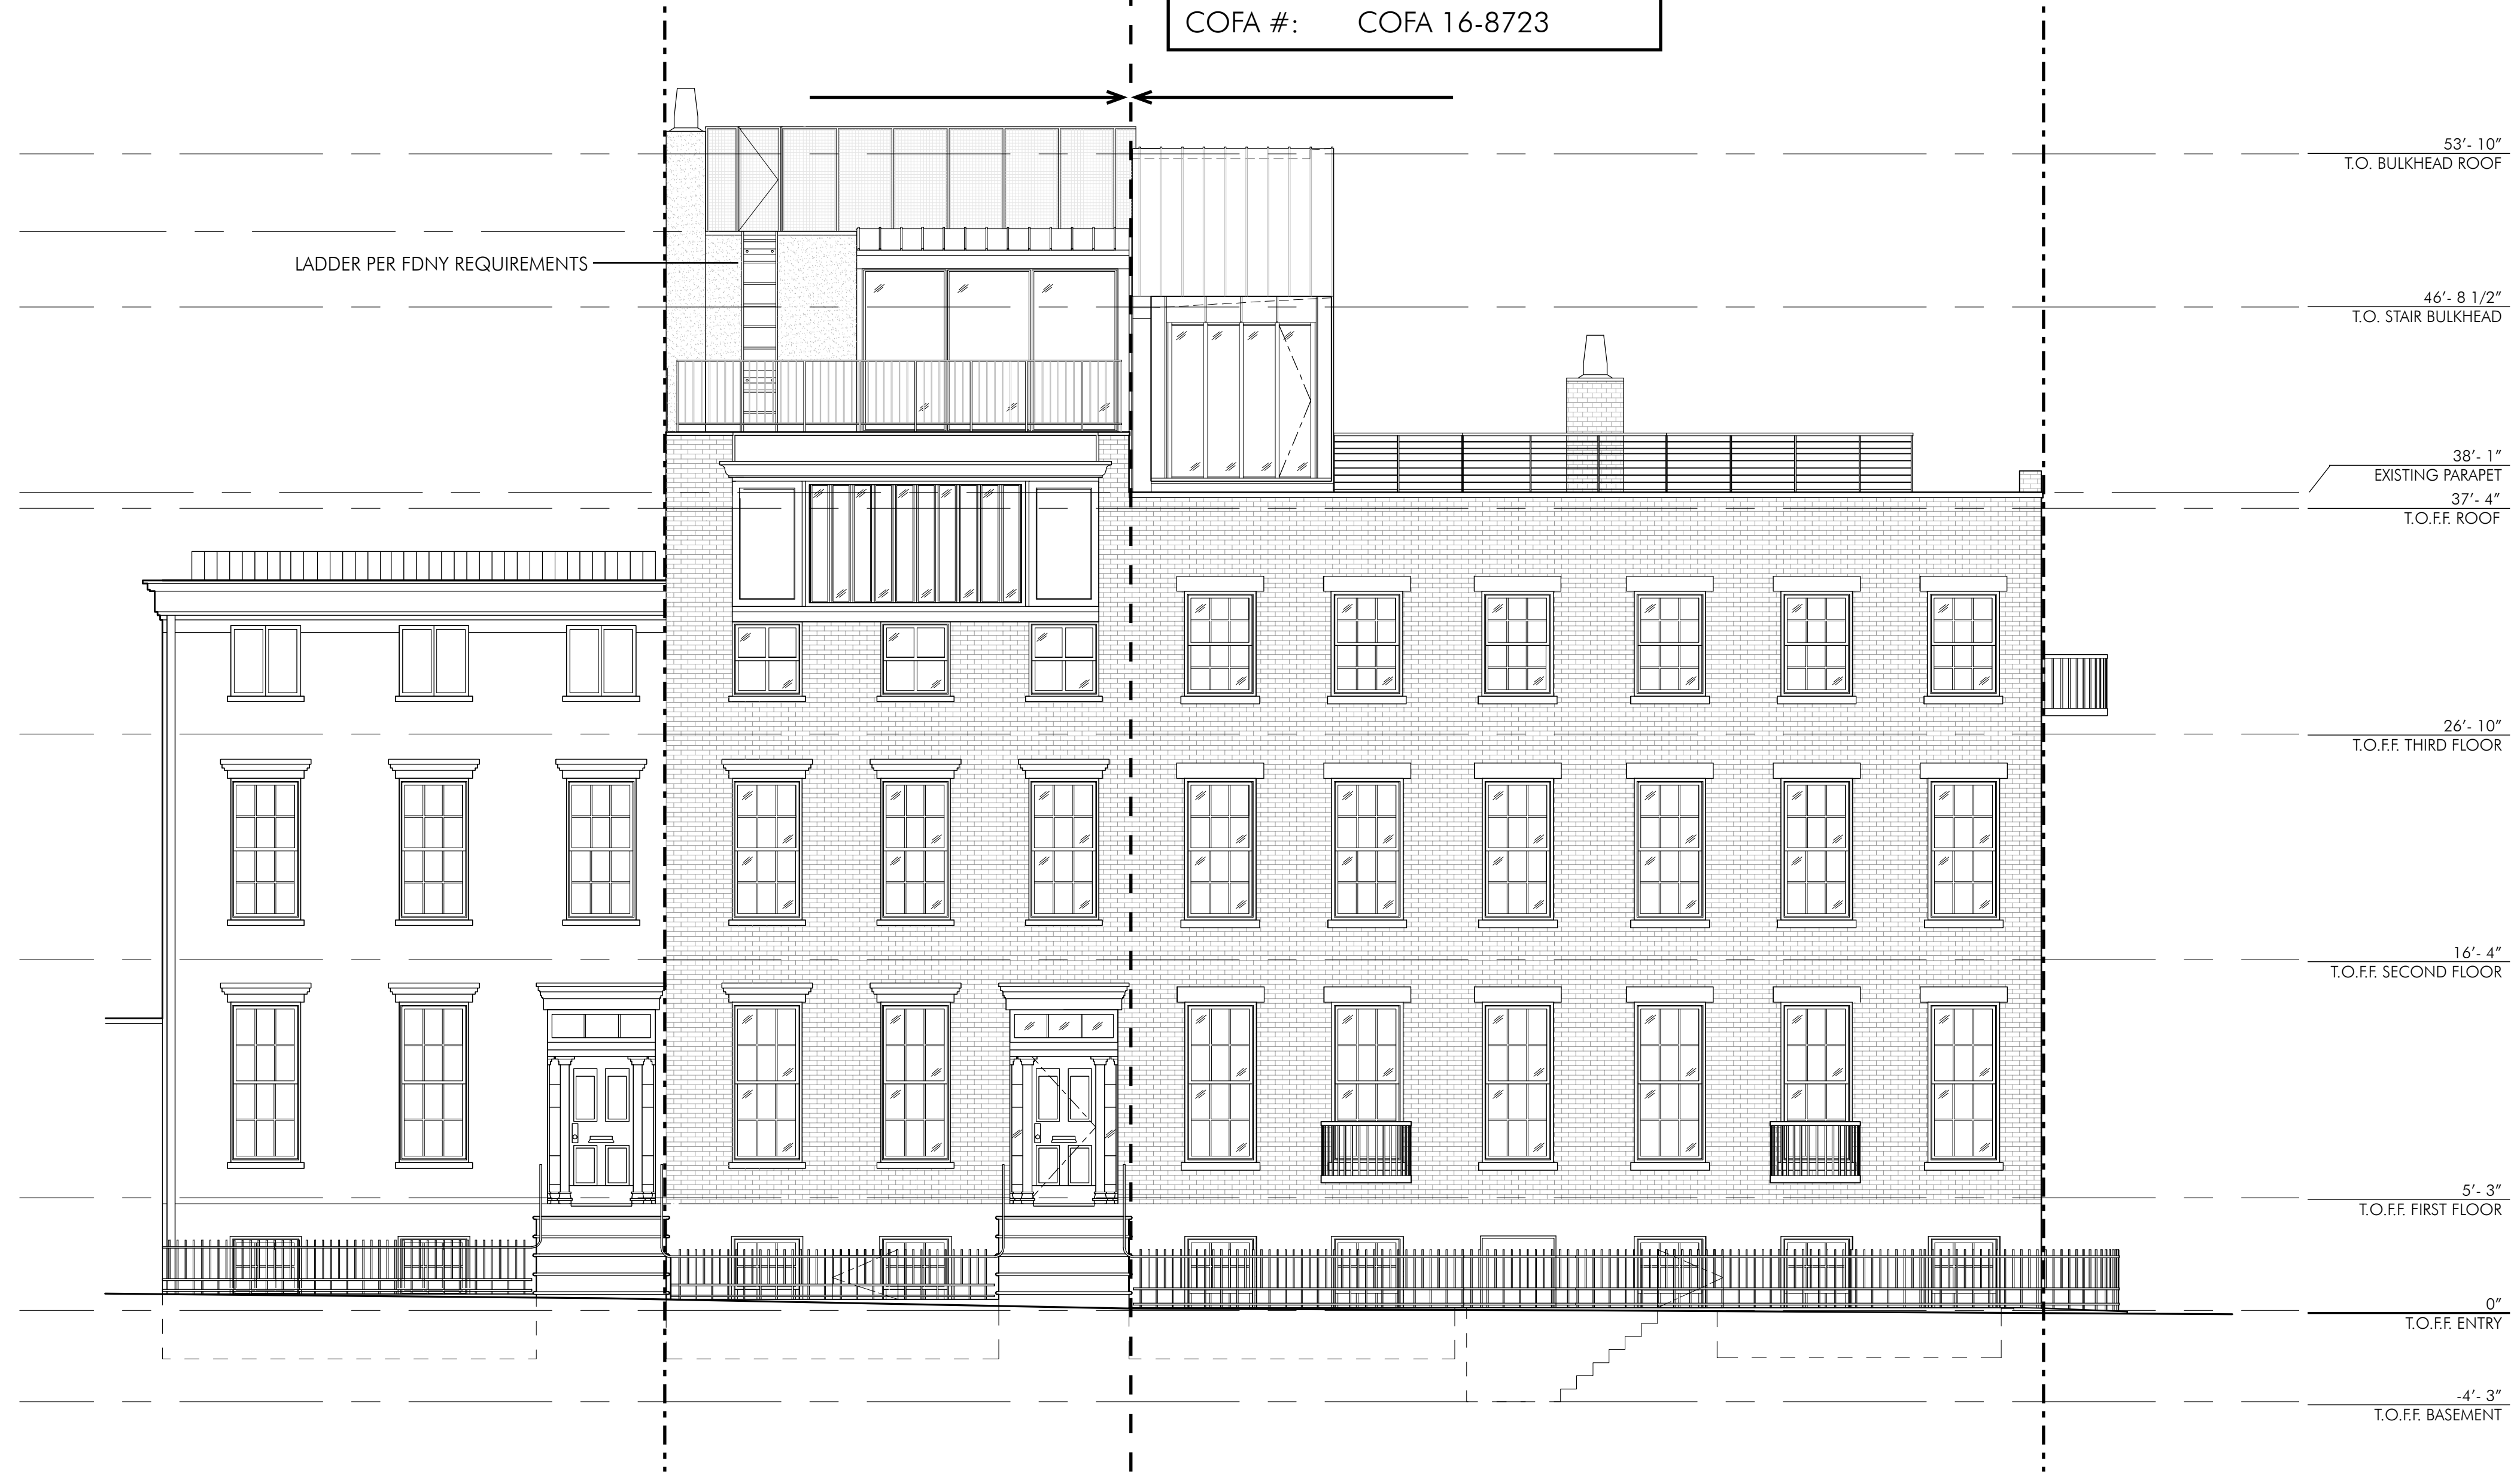 COFA #: COFA 16-8723
53'- 10"
T.O. BULKHEAD ROOF
LADDER PER FDNY REQUIREMENTS
46'- 8 1/2"
T.O. STAIR BULKHEAD
38'- 1"
EXISTING PARAPET
37'- 4"
T.O.F.F. ROOF
26'- 10"
T.O.F.F. THIRD FLOOR
16'- 4"
T.O.F.F. SECOND FLOOR
5'- 3"
T.O.F.F. FIRST FLOOR
0"
T.O.F.F. ENTRY
-4'- 3"
T.O.F.F. BASEMENT